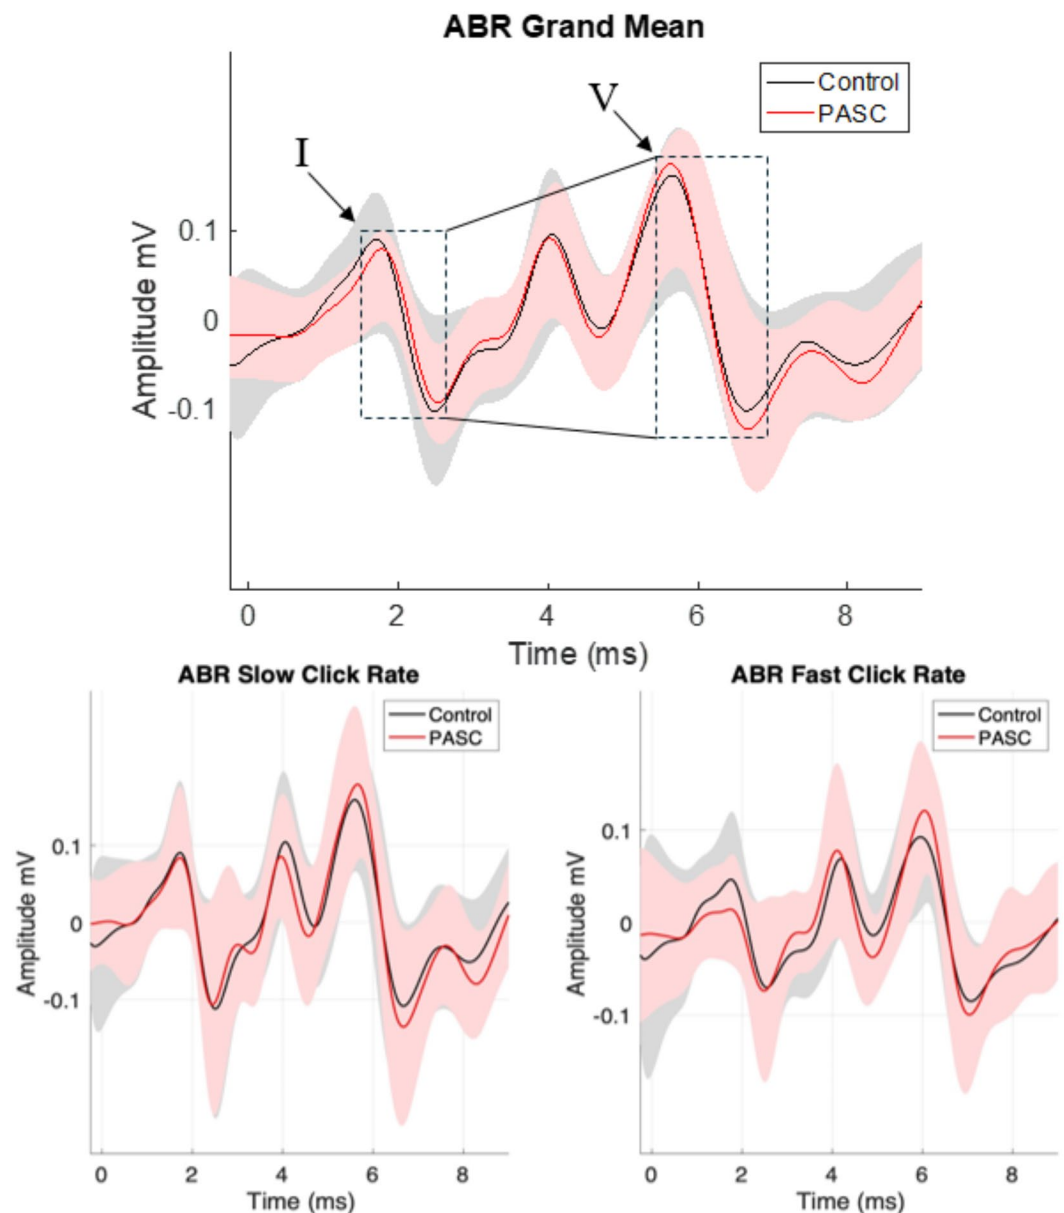 ABR Grand Mean
Control
PASC
I
V
Amplitude mV
0.1
0
-0.1
0 2 4 6 8
Time (ms)
ABR Slow Click Rate
Control
PASC
Amplitude mV
0.1
0
-0.1
0 2 4 6 8
Time (ms)
ABR Fast Click Rate
Control
PASC
Amplitude mV
0.1
0
-0.1
0 2 4 6 8
Time (ms)